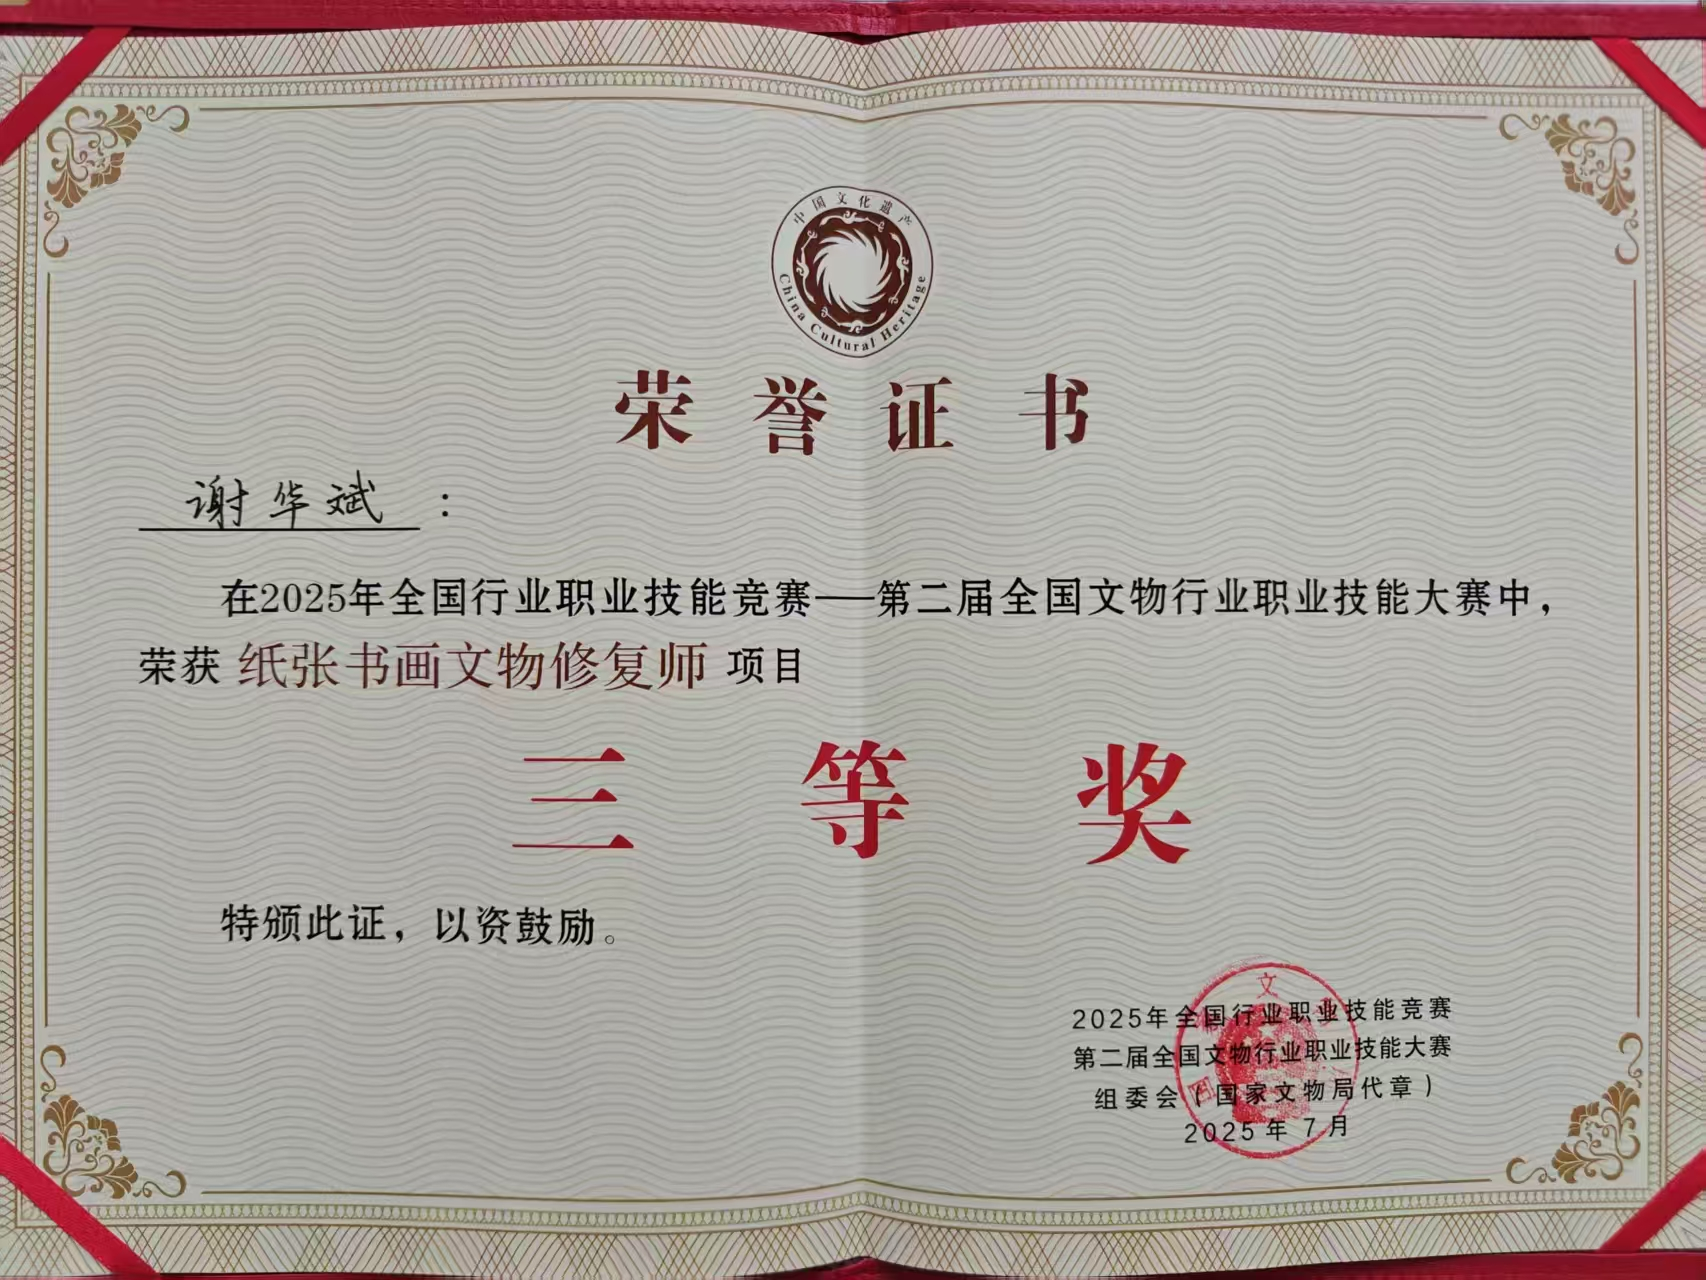 中国文化遗产
China Cultural Heritage
荣誉证书
谢华斌：
在2025年全国行业职业技能竞赛——第二届全国文物行业职业技能大赛中，
荣获 纸张书画文物修复师 项目
三等奖
特颁此证，以资鼓励。
2025年全国行业职业技能竞赛
第二届全国文物行业职业技能大赛
组委会（国家文物局代章）
2025年7月